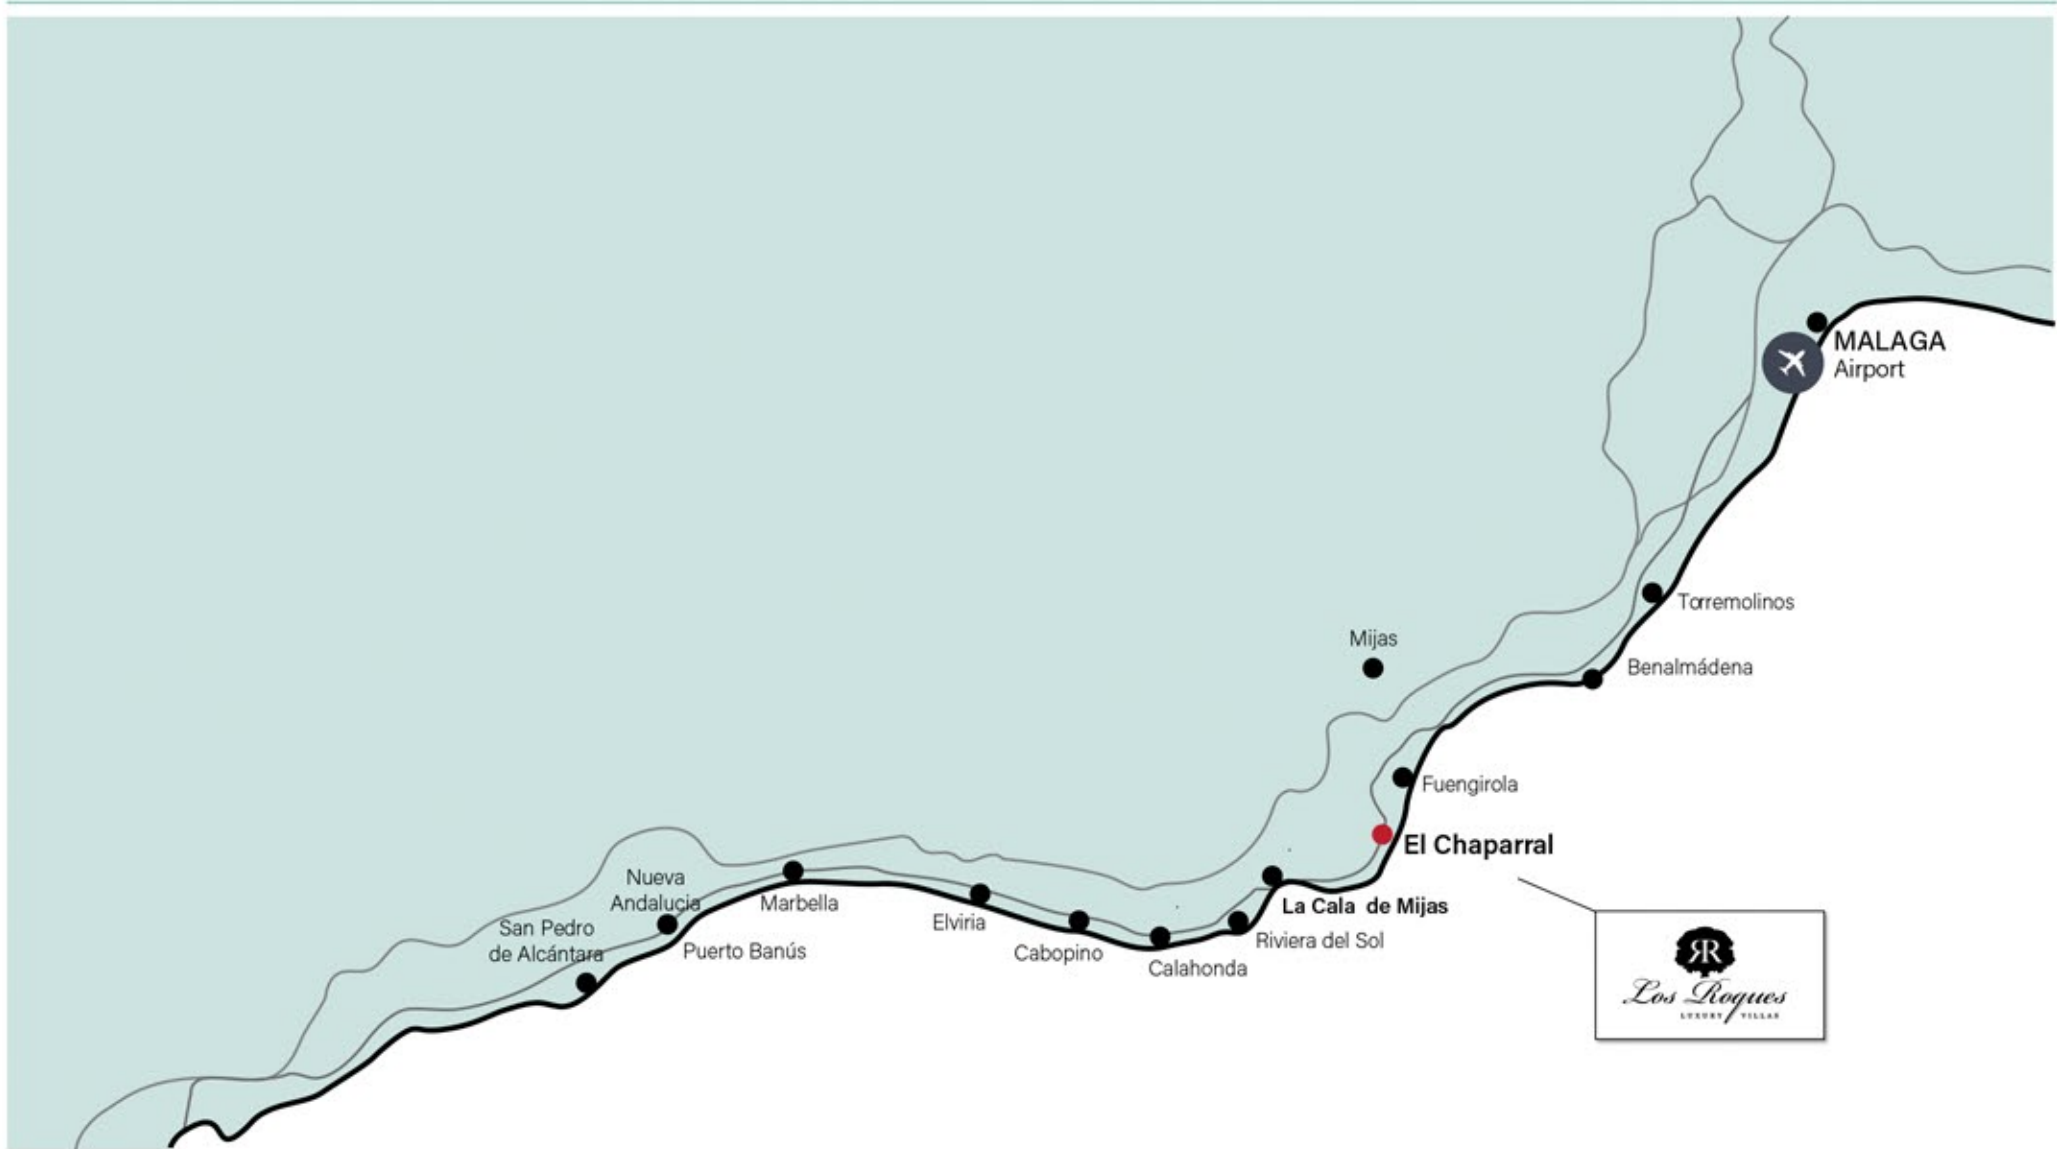 MALAGA
Airport
Torremolinos
Mijas
Benalmádena
Fuengirola
El Chaparral
Nueva
Andalucia
Marbella
Elviria
La Cala de Mijas
San Pedro
de Alcántara
Puerto Banús
Cabopino
Calahonda
Riviera del Sol
RR
Los Roques
LUXURY VILLAS